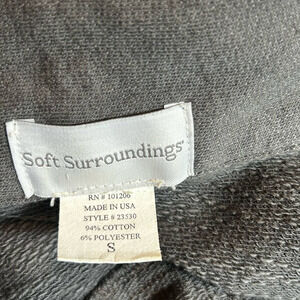 Soft Surroundings
RN # 101206
MADE IN USA
STYLE # 23530
94% COTTON
6% POLYESTER
S